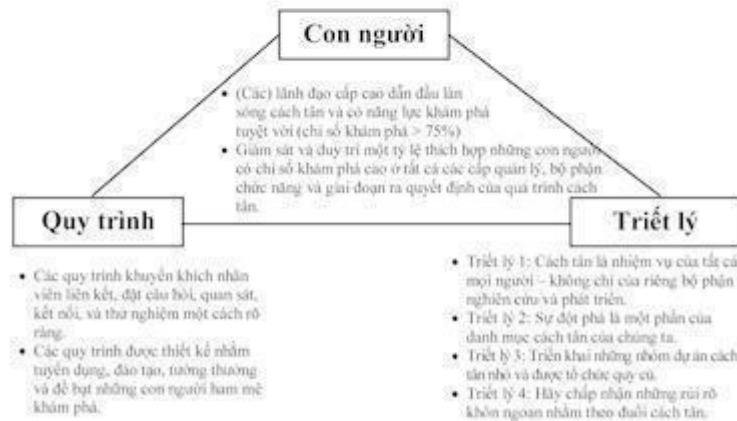 Con người
• (Các) lãnh đạo cấp cao dẫn đầu làn
sóng cách tân và có năng lực khám phá
tuyệt vời (chỉ số khám phá > 75%)
• Giám sát và duy trì một tỷ lệ thích hợp những con người
có chỉ số khám phá cao ở tất cả các cấp quản lý, bộ phận
chức năng và giai đoạn ra quyết định của quá trình cách
tân.
Quy trình
• Các quy trình khuyến khích nhân
viên liên kết, đặt câu hỏi, quan sát,
kết nối, và thử nghiệm một cách rõ
ràng.
• Các quy trình được thiết kế nhằm
tuyển dụng, đào tạo, tưởng thưởng
và đề bạt những con người ham mê
khám phá.
Triết lý
• Triết lý 1: Cách tân là nhiệm vụ của tất cả
mọi người – không chỉ của riêng bộ phận
nghiên cứu và phát triển.
• Triết lý 2: Sự đột phá là một phần của
danh mục cách tân của chúng ta.
• Triết lý 3: Triển khai những nhóm dự án cách
tân nhỏ và được tổ chức quy củ.
• Triết lý 4: Hãy chấp nhận những rủi ro
khôn ngoan nhằm theo đuổi cách tân.